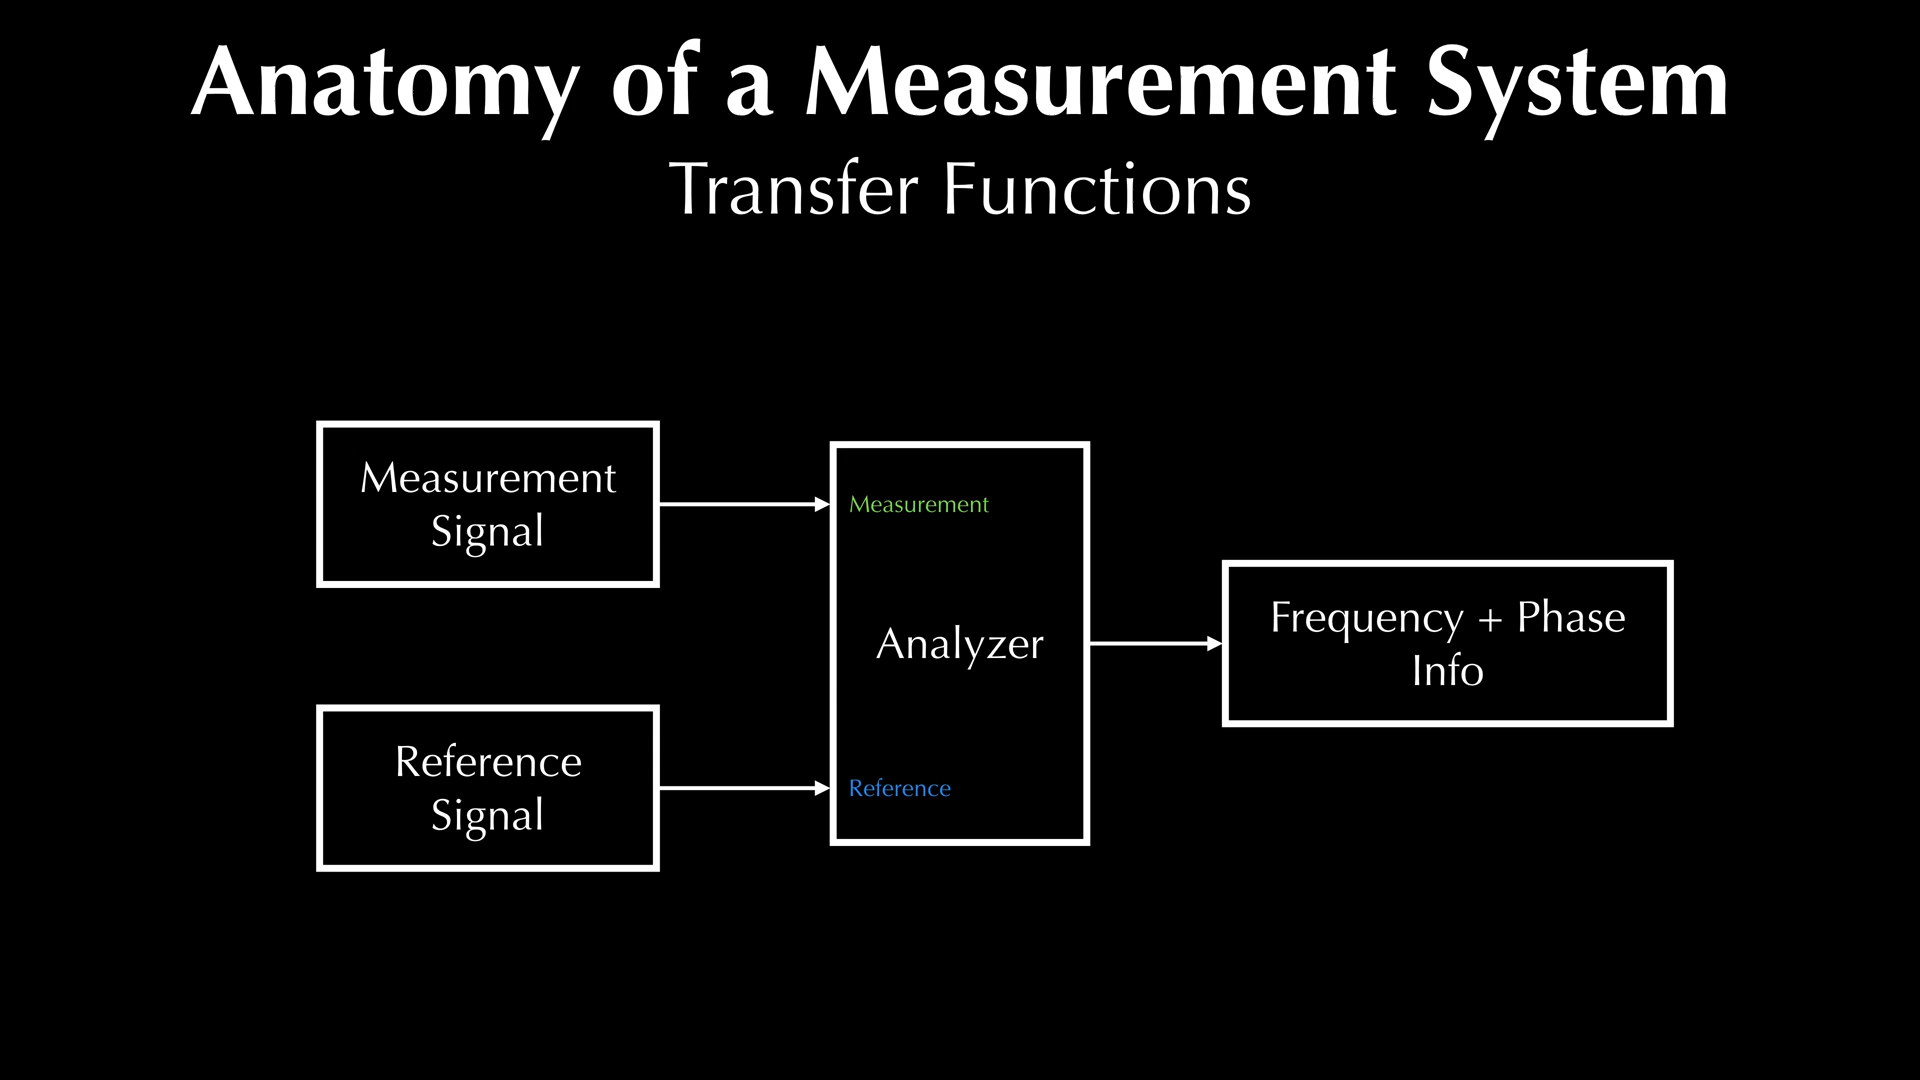 Anatomy of a Measurement System
Transfer Functions
Measurement
Signal
Measurement
Analyzer
Reference
Reference
Signal
Frequency + Phase
Info